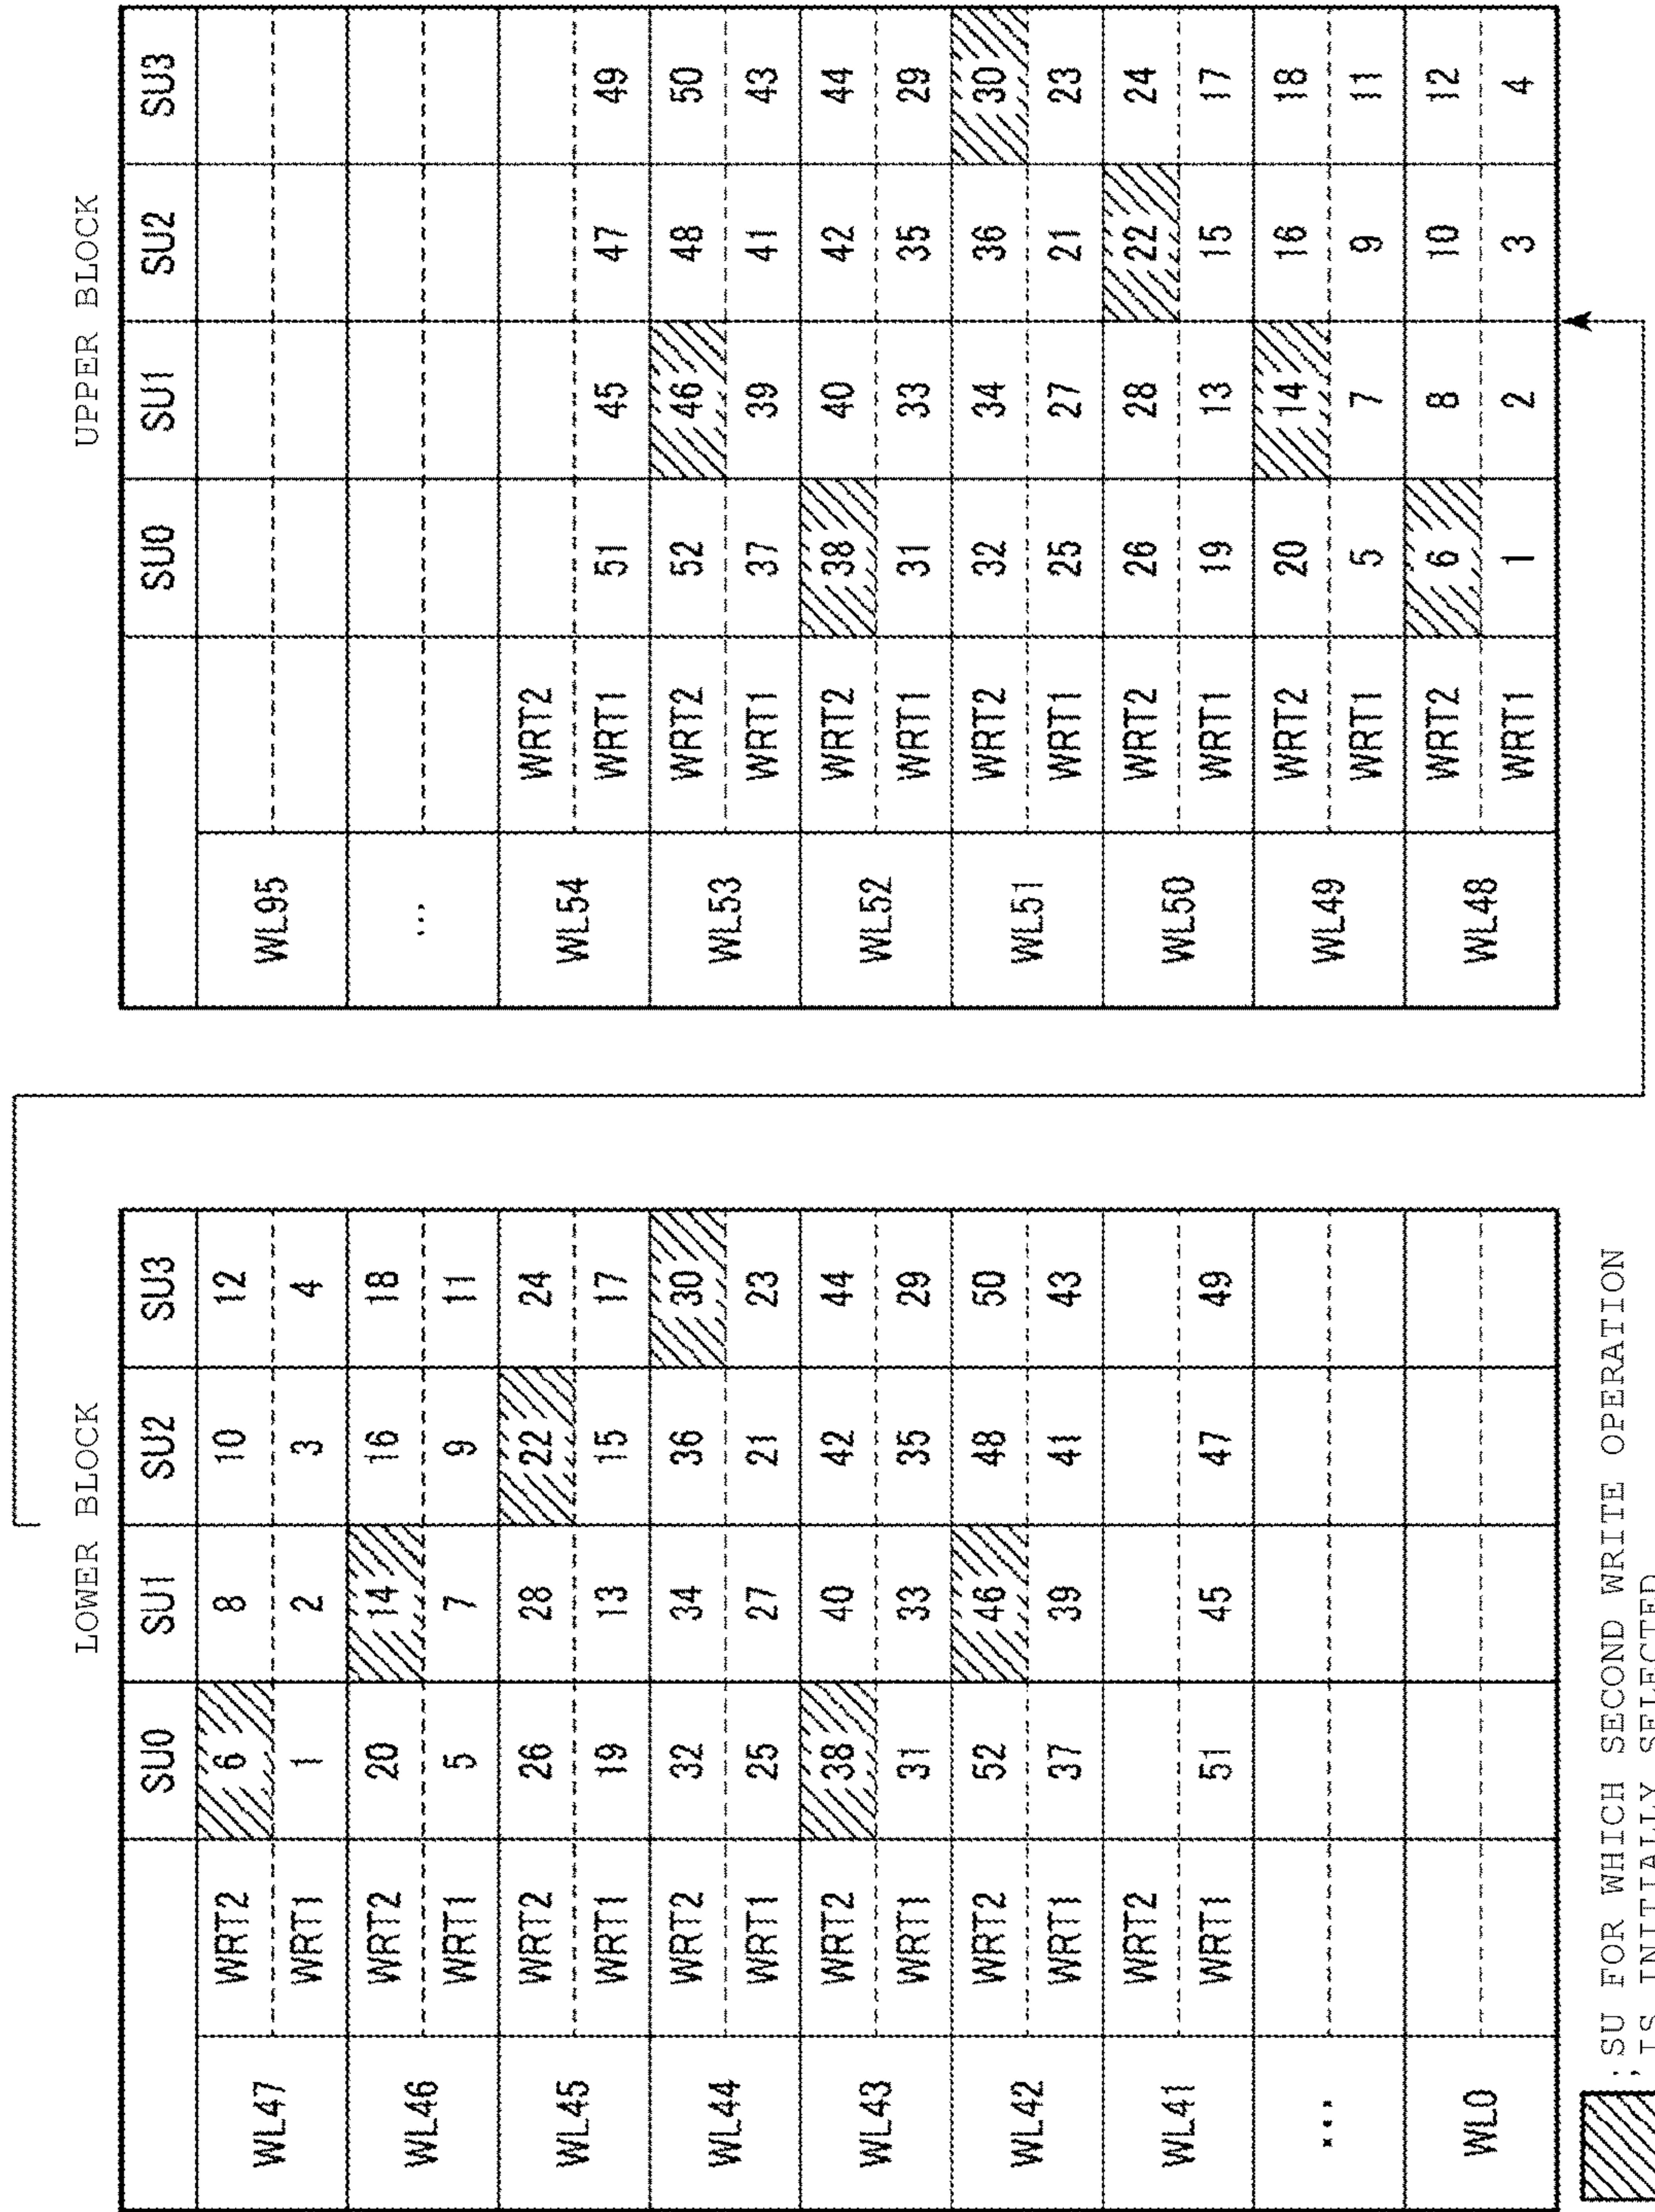 LOWER BLOCK
SU0 SU1 SU2 SU3
WL47 WRT2 6 8 10 12
WRT1 1 2 3 4
WL46 WRT2 20 14 16 18
WRT1 5 7 9 11
WL45 WRT2 26 28 22 24
WRT1 19 13 15 17
WL44 WRT2 32 34 36 30
WRT1 25 27 21 23
WL43 WRT2 38 40 42 44
WRT1 31 33 35 29
WL42 WRT2 52 46 48 50
WRT1 37 39 41 43
WL41 WRT2
WRT1 51 45 47 49
...
WL0
UPPER BLOCK
SU0 SU1 SU2 SU3
WL95
...
WL54 WRT2
WRT1 51 45 47 49
WL53 WRT2 52 46 48 50
WRT1 37 39 41 43
WL52 WRT2 38 40 42 44
WRT1 31 33 35 29
WL51 WRT2 32 34 36 30
WRT1 25 27 21 23
WL50 WRT2 26 28 22 24
WRT1 19 13 15 17
WL49 WRT2 20 14 16 18
WRT1 5 7 9 11
WL48 WRT2 6 8 10 12
WRT1 1 2 3 4
; SU FOR WHICH SECOND WRITE OPERATION
IS INITIALLY SELECTED